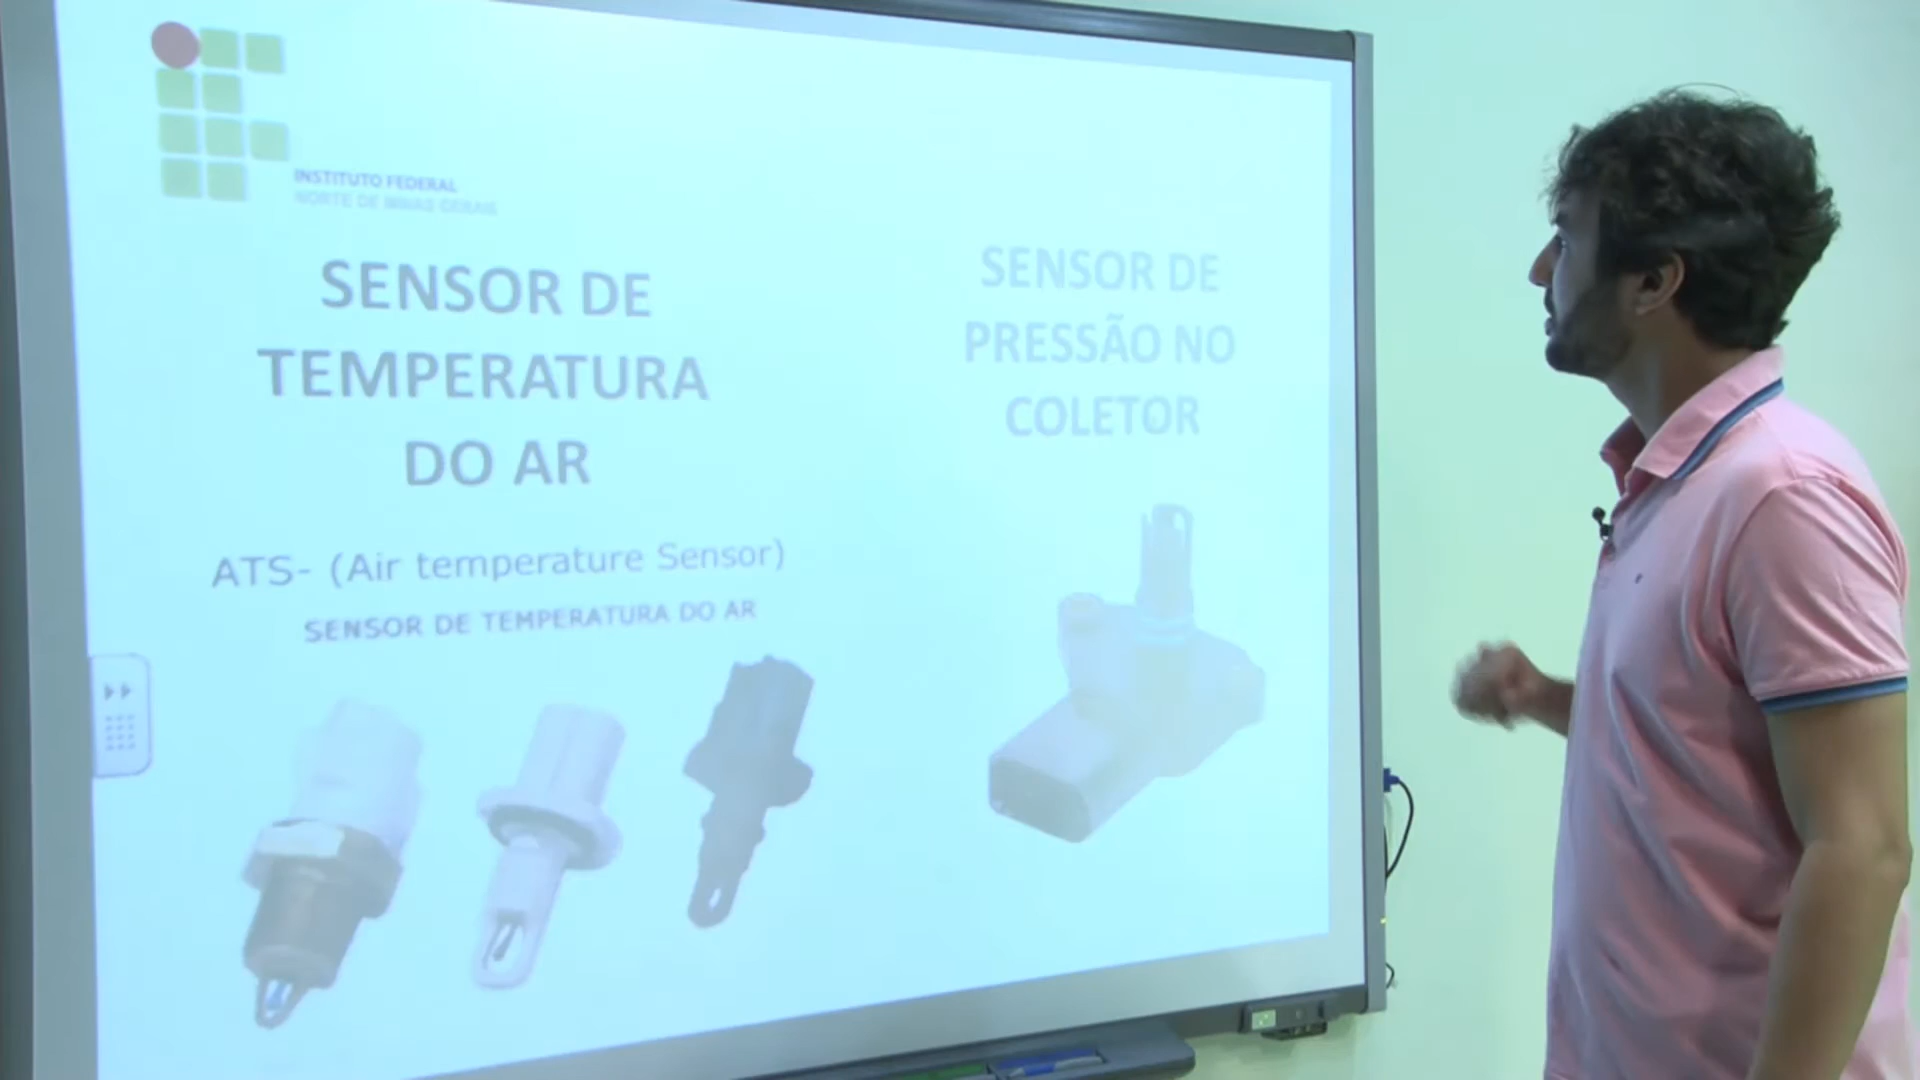 INSTITUTO FEDERAL
NORTE DE MINAS GERAIS
SENSOR DE
TEMPERATURA
DO AR
ATS- (Air temperature Sensor)
SENSOR DE TEMPERATURA DO AR
SENSOR DE
PRESSÃO NO
COLETOR